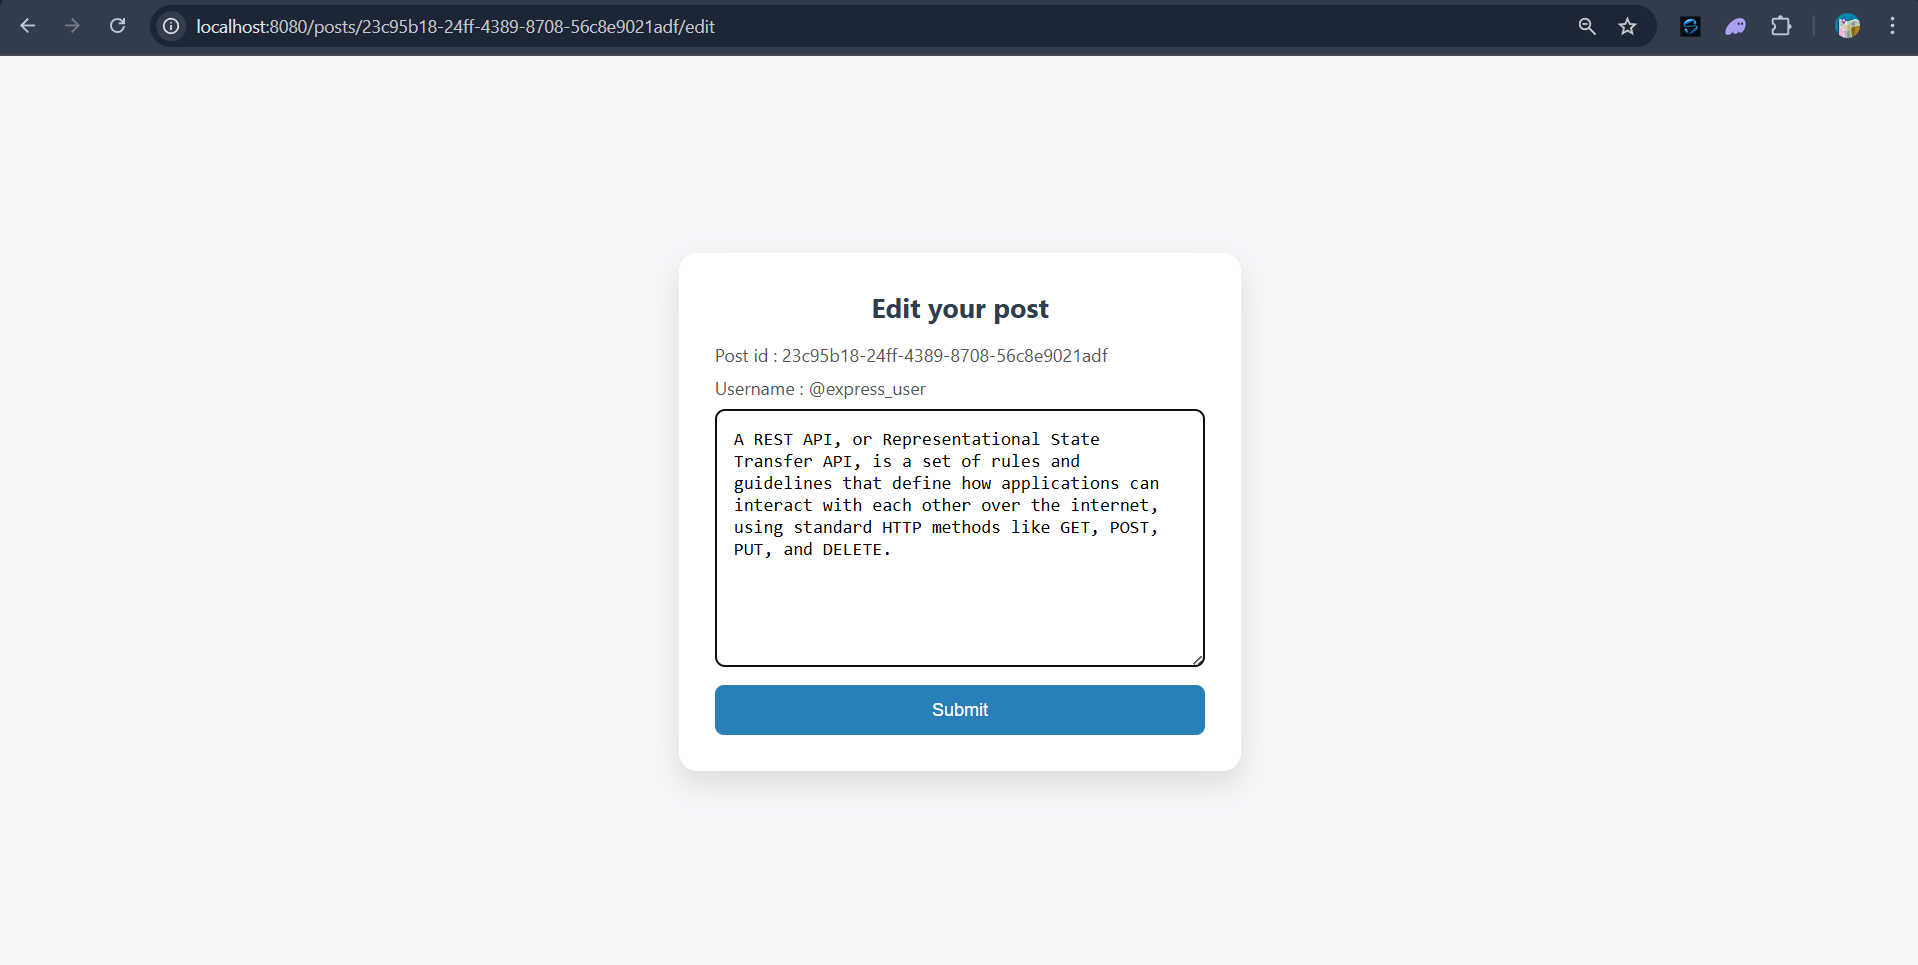 localhost:8080/posts/23c95b18-24ff-4389-8708-56c8e9021adf/edit
Edit your post
Post id : 23c95b18-24ff-4389-8708-56c8e9021adf
Username : @express_user
A REST API, or Representational State
Transfer API, is a set of rules and
guidelines that define how applications can
interact with each other over the internet,
using standard HTTP methods like GET, POST,
PUT, and DELETE.
Submit